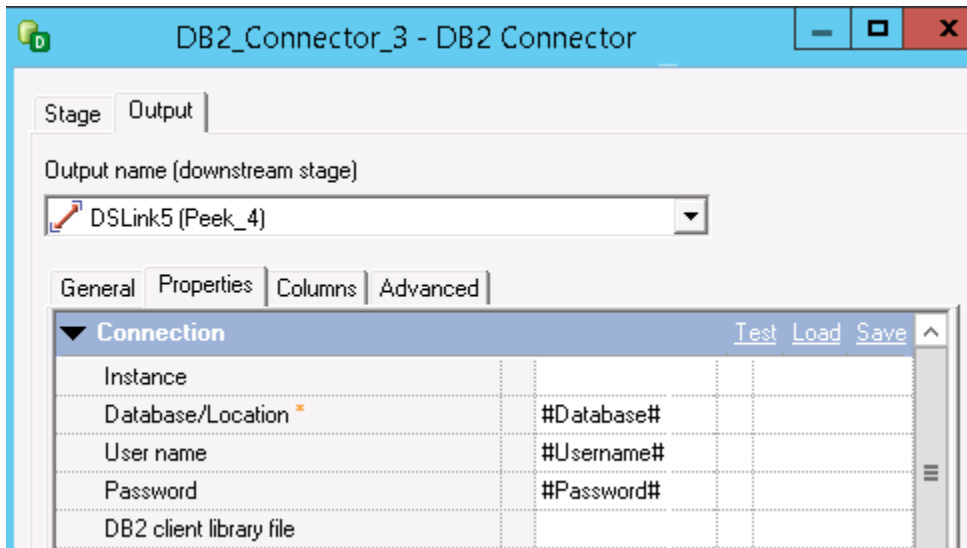 DB2_Connector_3 - DB2 Connector
Stage Output
Output name (downstream stage)
DSLink5 (Peek_4)
General Properties Columns Advanced
Connection Test Load Save
Instance
Database/Location * #Database#
User name #Username#
Password #Password#
DB2 client library file